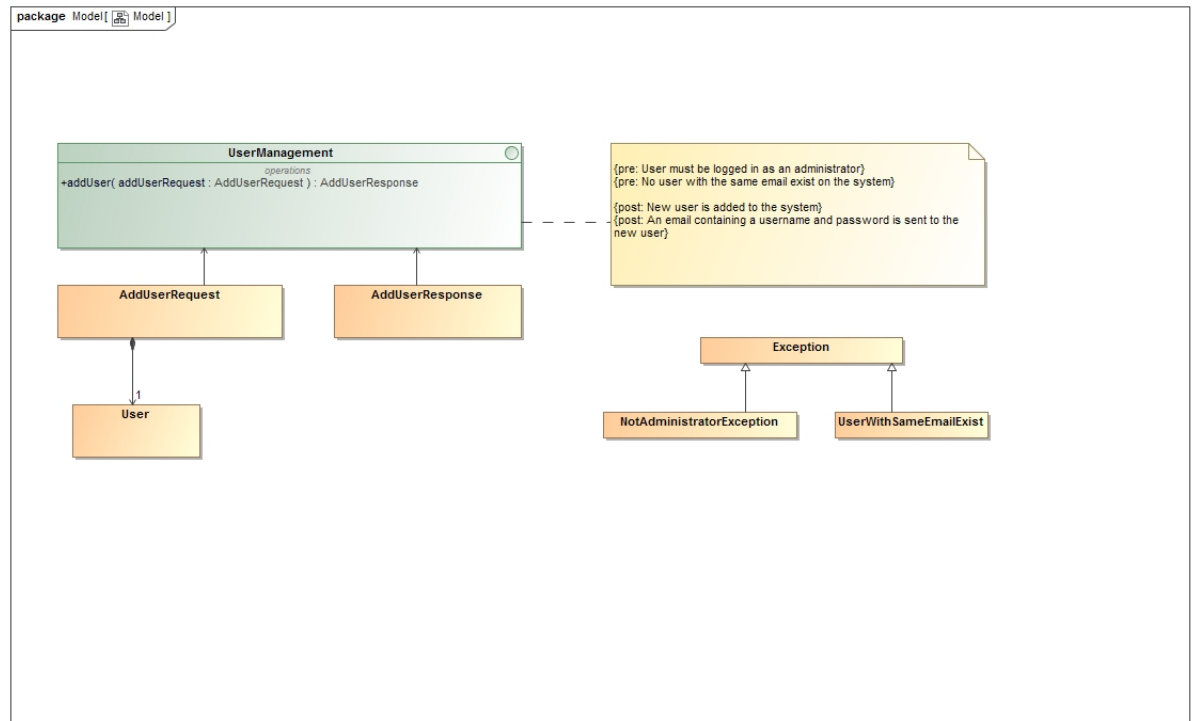 package Model[ Model ]
UserManagement
operations
+addUser( addUserRequest : AddUserRequest ) : AddUserResponse
{pre: User must be logged in as an administrator}
{pre: No user with the same email exist on the system}
{post: New user is added to the system}
{post: An email containing a username and password is sent to the
new user}
AddUserRequest
AddUserResponse
1
User
Exception
NotAdministratorException
UserWithSameEmailExist